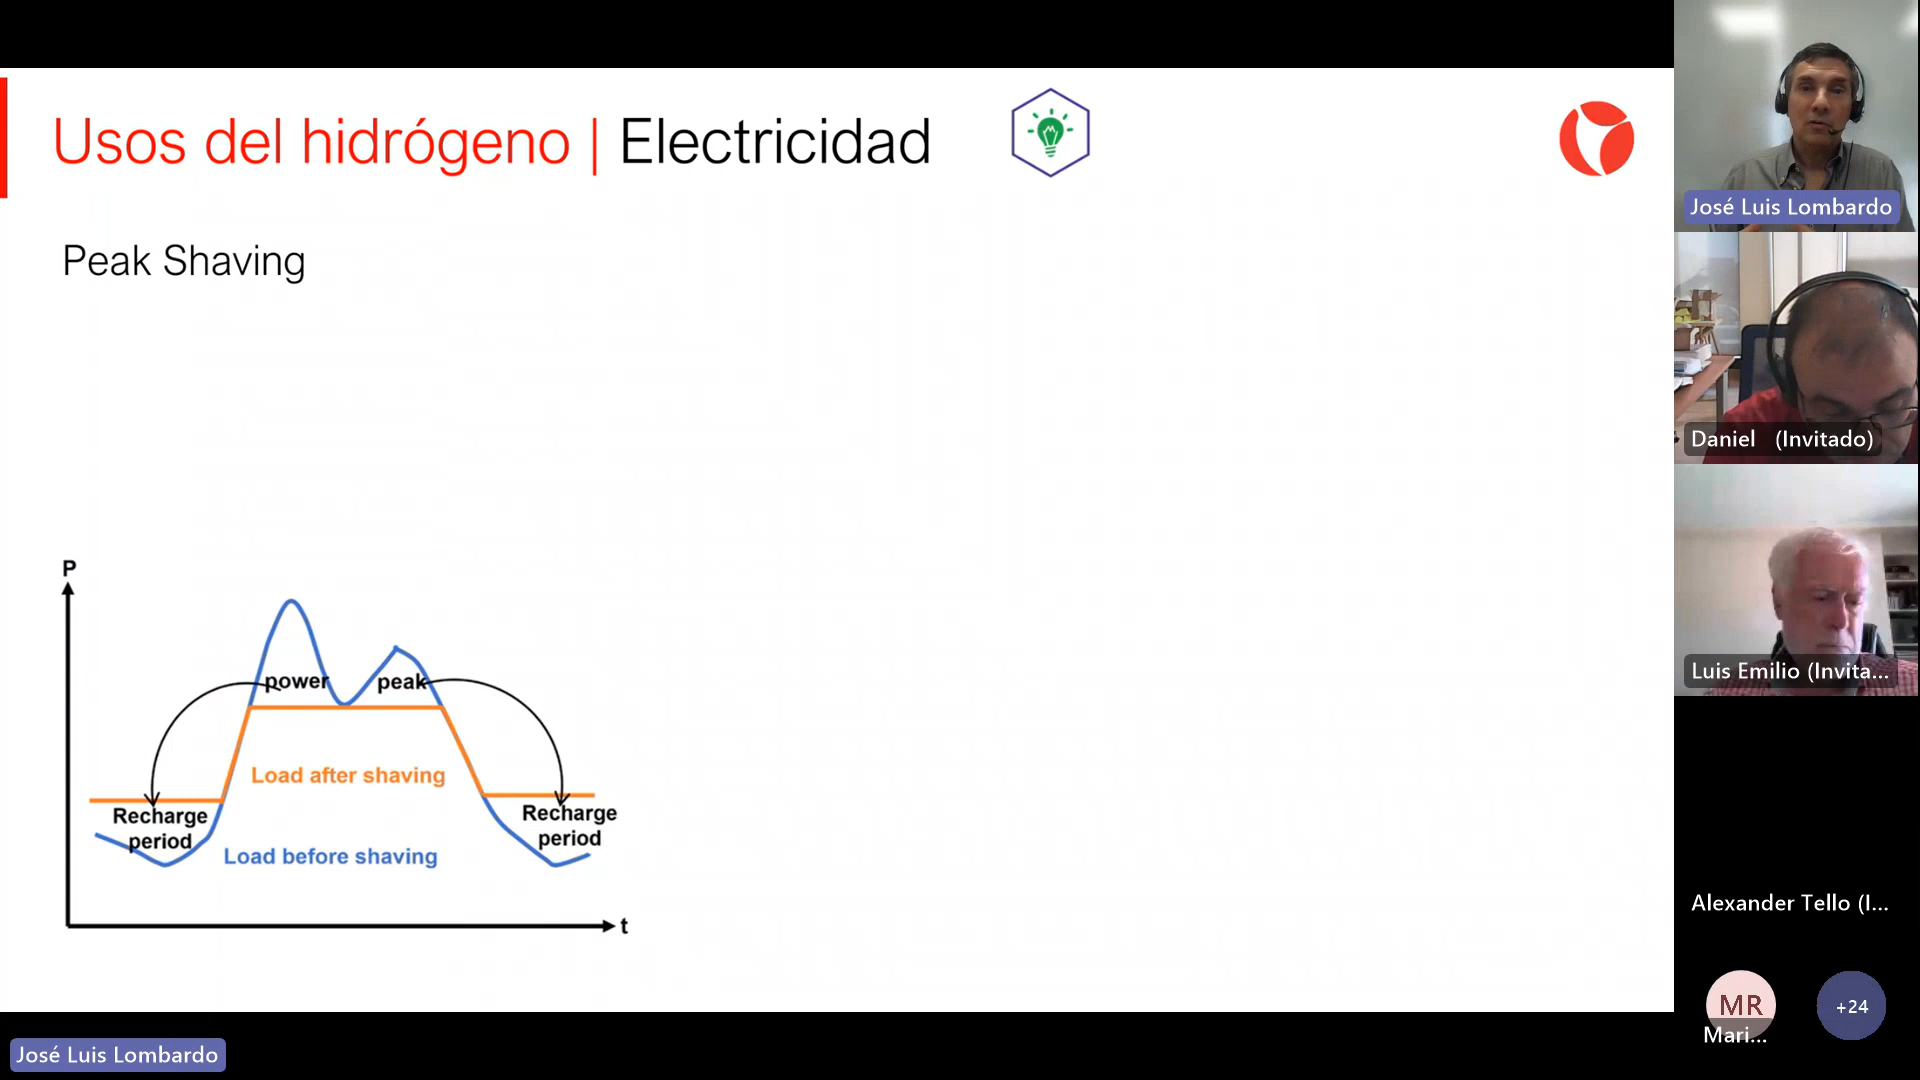 Usos del hidrógeno | Electricidad
Peak Shaving
P
power peak
Load after shaving
Recharge
period
Recharge
period
Load before shaving
t
José Luis Lombardo
José Luis Lombardo
Daniel (Invitado)
Luis Emilio (Invita...
Alexander Tello (I...
MR
Mari...
+24